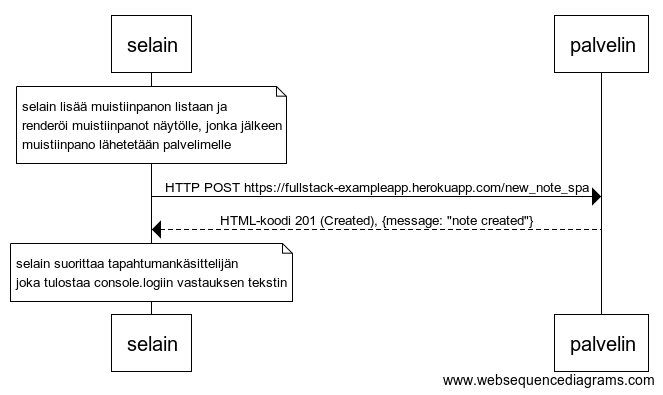 selain
palvelin
selain lisää muistiinpanon listaan ja
renderöi muistiinpanot näytölle, jonka jälkeen
muistiinpano lähetetään palvelimelle
HTTP POST https://fullstack-exampleapp.herokuapp.com/new_note_spa
HTML-koodi 201 (Created), {message: "note created"}
selain suorittaa tapahtumankäsittelijän
joka tulostaa console.logiin vastauksen tekstin
selain
palvelin
www.websequencediagrams.com